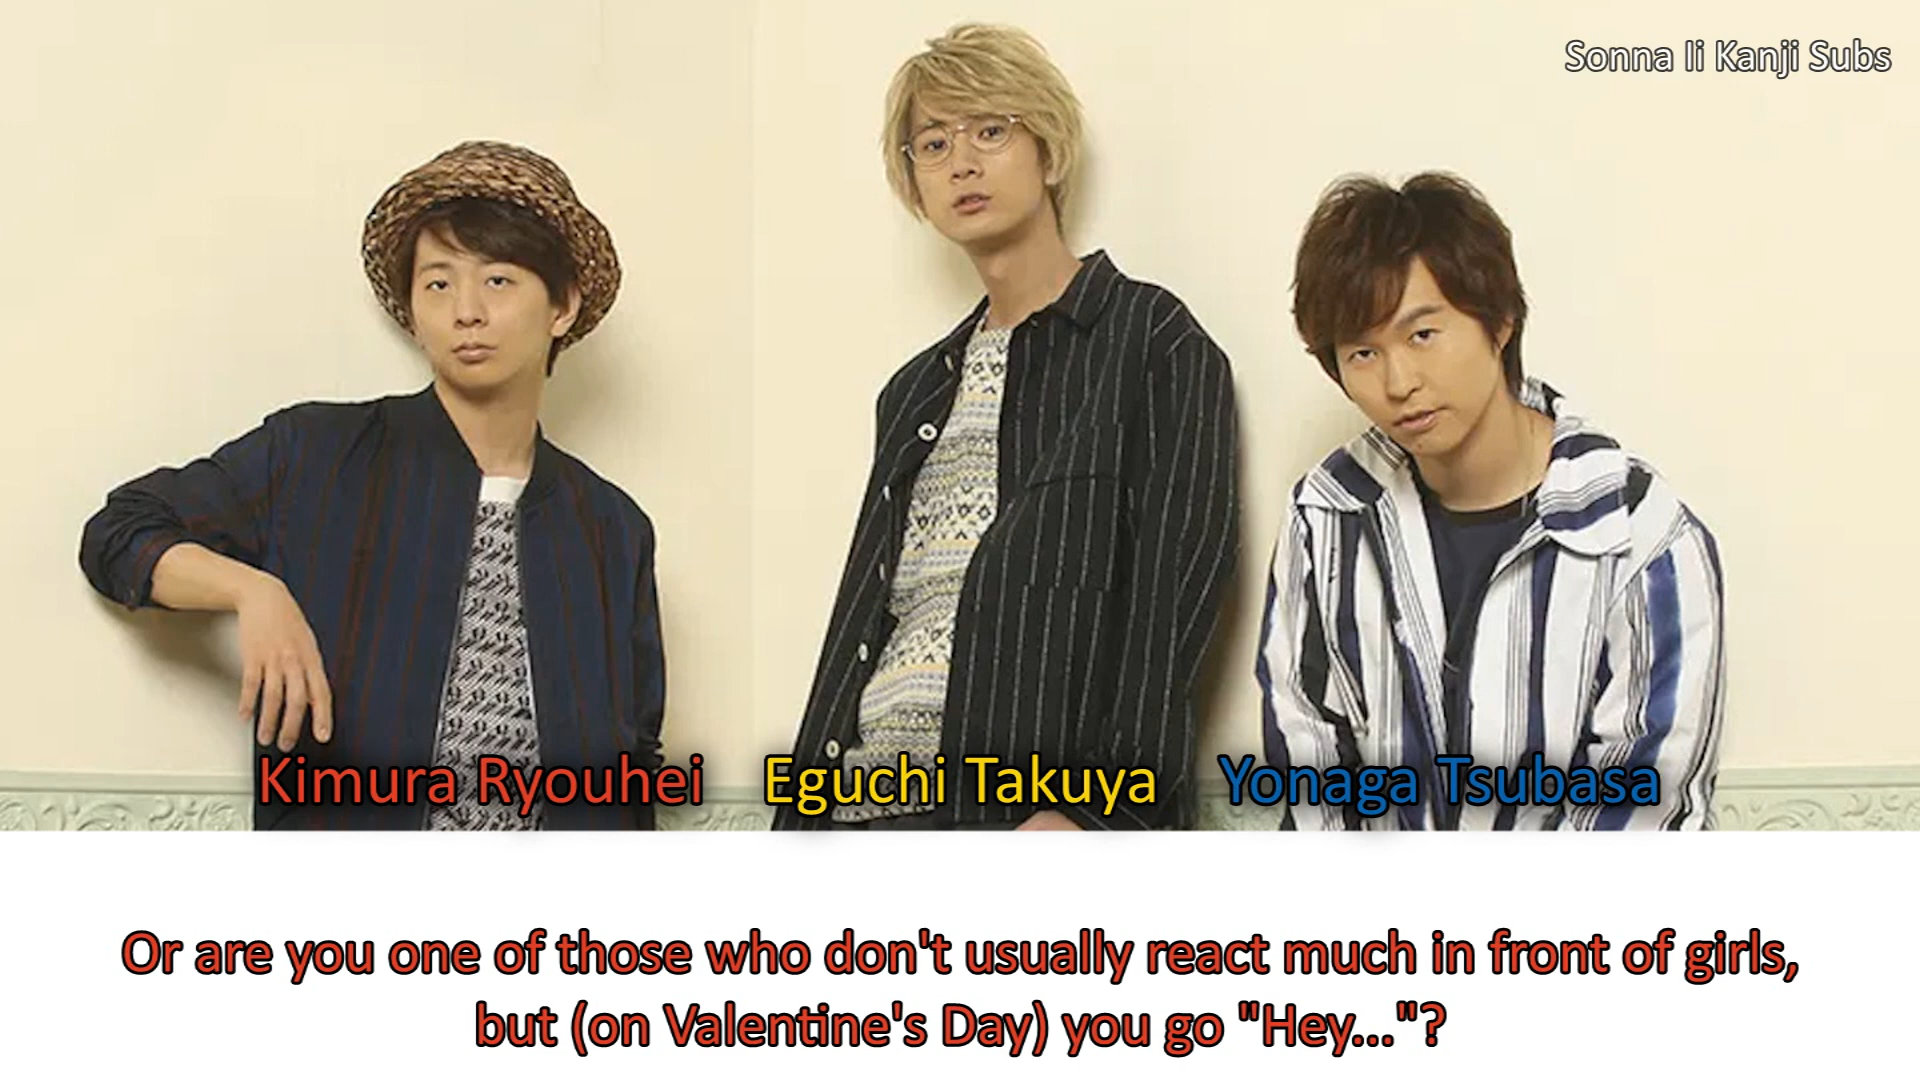 Sonna Ii Kanji Subs
Kimura Ryouhei Eguchi Takuya Yonaga Tsubasa
Or are you one of those who don't usually react much in front of girls,
but (on Valentine's Day) you go "Hey..."?